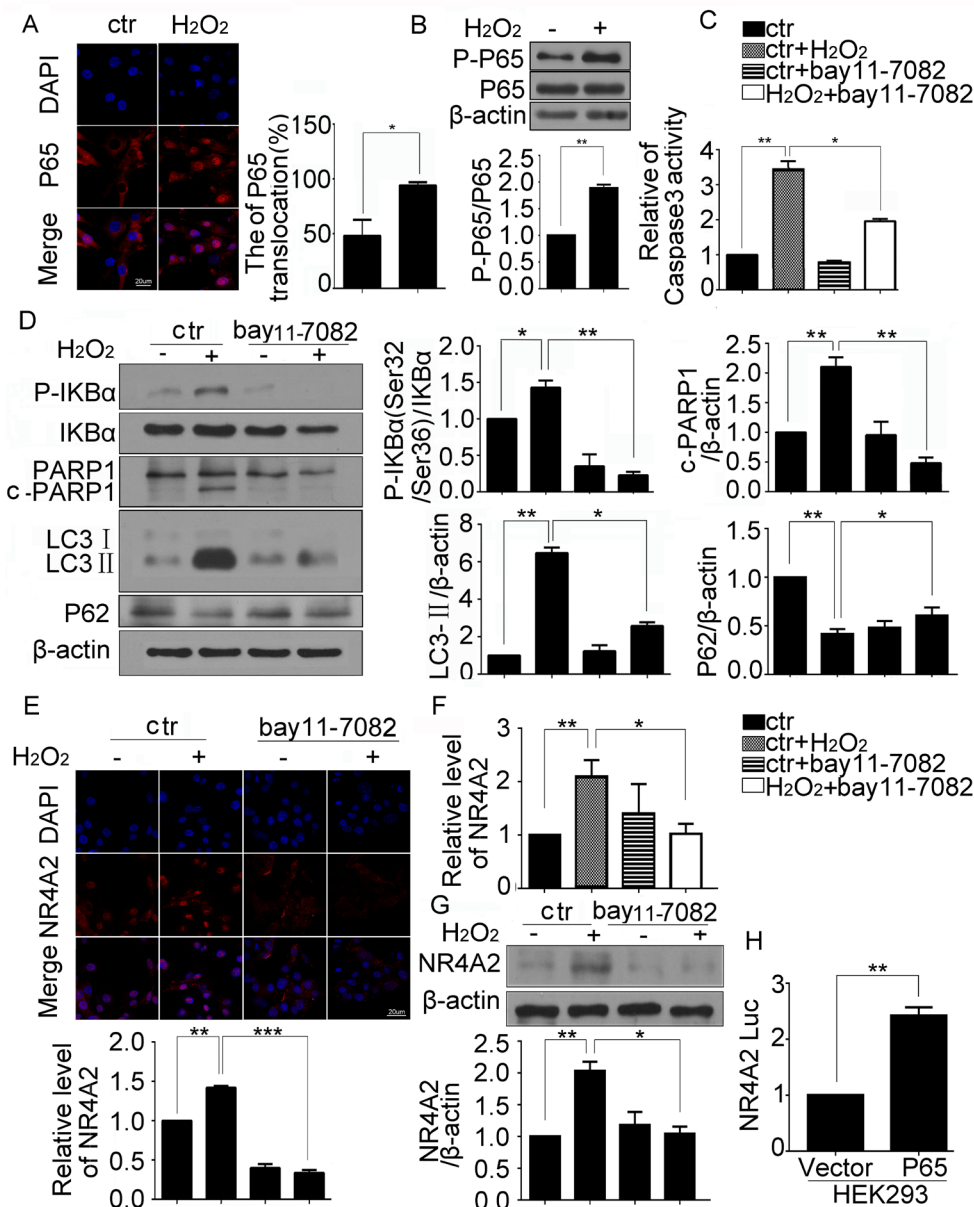 A
ctr
H2O2
DAPI
P65
Merge
20um
The of P65
translocation(%)
150
100
50
0
*
B
H2O2 - +
P-P65
P65
β-actin
P-P65/P65
2.0
1.5
1.0
0.5
0.0
**
C
ctr
ctr+H2O2
ctr+bay11-7082
H2O2+bay11-7082
Relative of
Caspase3 activity
4
3
2
1
0
** *
D
ctr bay11-7082
H2O2 - + - +
P-IKBα
IKBα
PARP1
c-PARP1
LC3 I
LC3 II
P62
β-actin
P-IKBα(Ser32
/Ser36)/IKBα
2.0
1.5
1.0
0.5
0.0
* **
c-PARP1
/β-actin
2.5
2.0
1.5
1.0
0.5
0.0
** **
LC3-II/β-actin
8
6
4
2
0
** *
P62/β-actin
1.5
1.0
0.5
0.0
** *
E
ctr bay11-7082
H2O2 - + - +
DAPI
NR4A2
Merge
20um
Relative level
of NR4A2
2.0
1.5
1.0
0.5
0.0
** ***
F
Relative level
of NR4A2
3
2
1
0
** *
ctr
ctr+H2O2
ctr+bay11-7082
H2O2+bay11-7082
G
ctr bay11-7082
H2O2 - + - +
NR4A2
β-actin
NR4A2
/β-actin
2.5
2.0
1.5
1.0
0.5
0.0
** *
H
NR4A2 Luc
3
2
1
0
**
Vector P65
HEK293